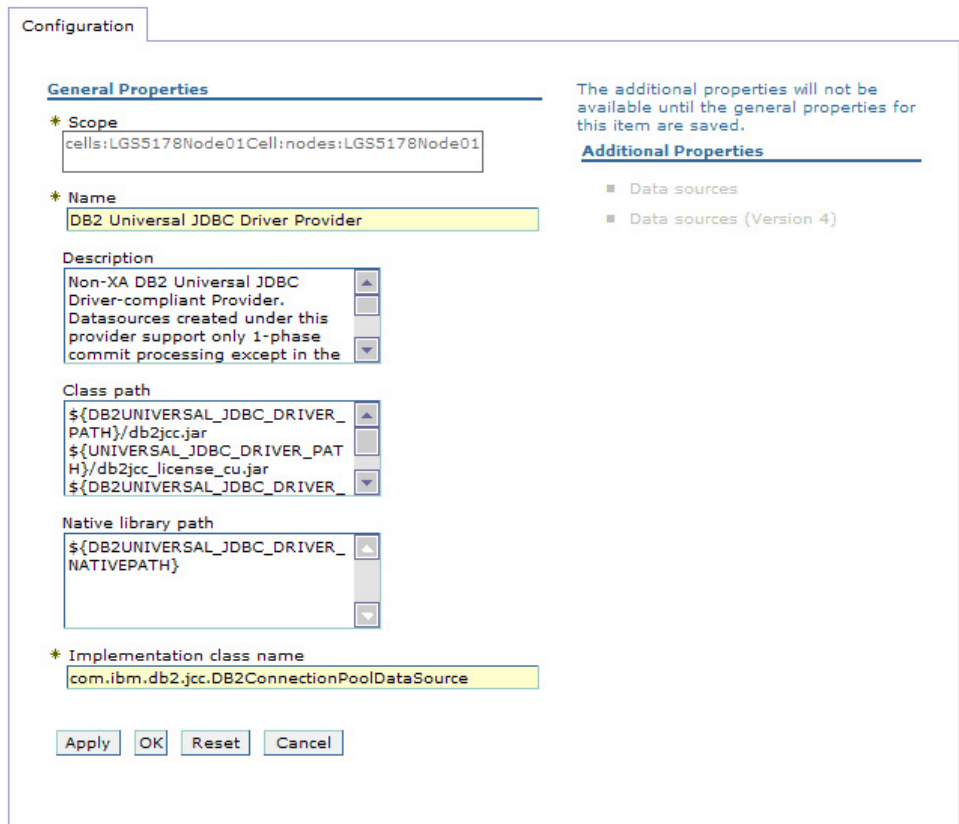 Configuration
General Properties
* Scope
cells:LGS5178Node01Cell:nodes:LGS5178Node01
* Name
DB2 Universal JDBC Driver Provider
Description
Non-XA DB2 Universal JDBC
Driver-compliant Provider.
Datasources created under this
provider support only 1-phase
commit processing except in the
Class path
${DB2UNIVERSAL_JDBC_DRIVER_
PATH}/db2jcc.jar
${UNIVERSAL_JDBC_DRIVER_PAT
H}/db2jcc_license_cu.jar
${DB2UNIVERSAL_JDBC_DRIVER_
Native library path
${DB2UNIVERSAL_JDBC_DRIVER_
NATIVEPATH}
* Implementation class name
com.ibm.db2.jcc.DB2ConnectionPoolDataSource
Apply OK Reset Cancel
The additional properties will not be
available until the general properties for
this item are saved.
Additional Properties
Data sources
Data sources (Version 4)